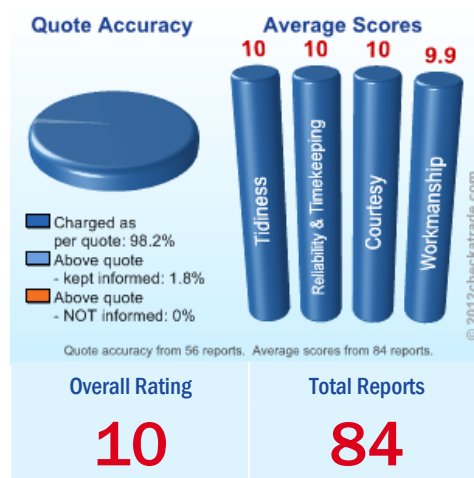 Quote Accuracy
Average Scores
10
10
10
9.9
Tidiness
Reliability & Timekeeping
Courtesy
Workmanship
Charged as
per quote: 98.2%
Above quote
- kept informed: 1.8%
Above quote
- NOT informed: 0%
© 2012checkatrade.com
Quote accuracy from 56 reports. Average scores from 84 reports.
Overall Rating
Total Reports
10
84